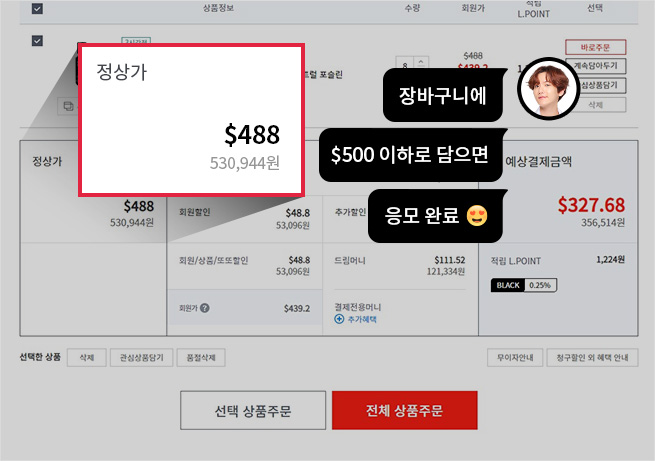 상품정보
수량
회원가
적립
L.POINT
선택
$488
$439.2
8
바로주문
계속담아두기
심상품담기
삭제
럴 포슬린
정상가
$488
530,944원
장바구니에
$500 이하로 담으면
응모 완료 😍
정상가
$488
530,944원
회원할인
$48.8
53,096원
추가할인
예상결제금액
$327.68
356,514원
회원/상품/또또할인
$48.8
53,096원
드림머니
$111.52
121,334원
적립 L.POINT
1,224원
BLACK 0.25%
회원가 ?
$439.2
결제전용머니
추가혜택
선택한 상품
삭제
관심상품담기
품절삭제
무이자안내
청구할인 외 혜택 안내
선택 상품주문
전체 상품주문